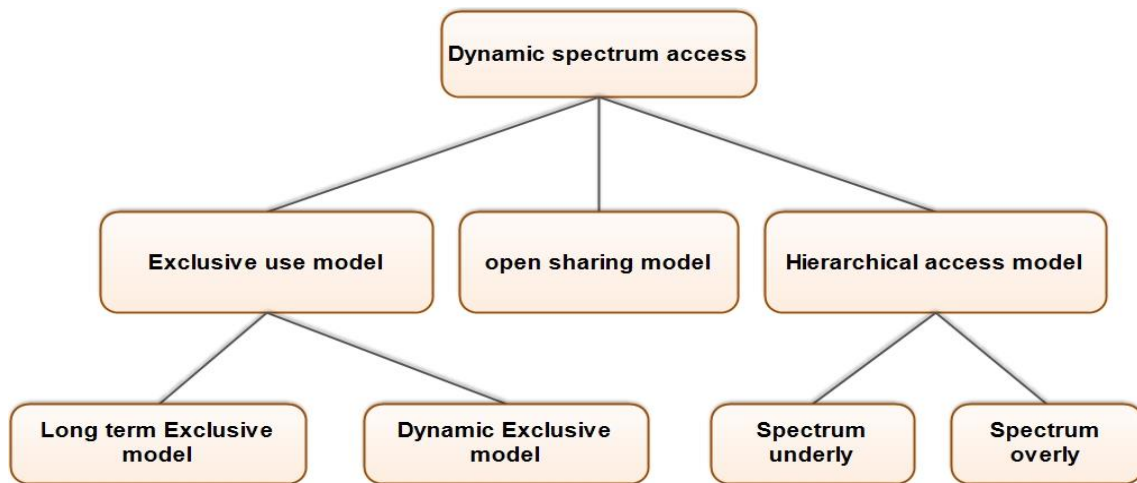 Dynamic spectrum access
Exclusive use model
open sharing model
Hierarchical access model
Long term Exclusive
model
Dynamic Exclusive
model
Spectrum
underly
Spectrum
overly